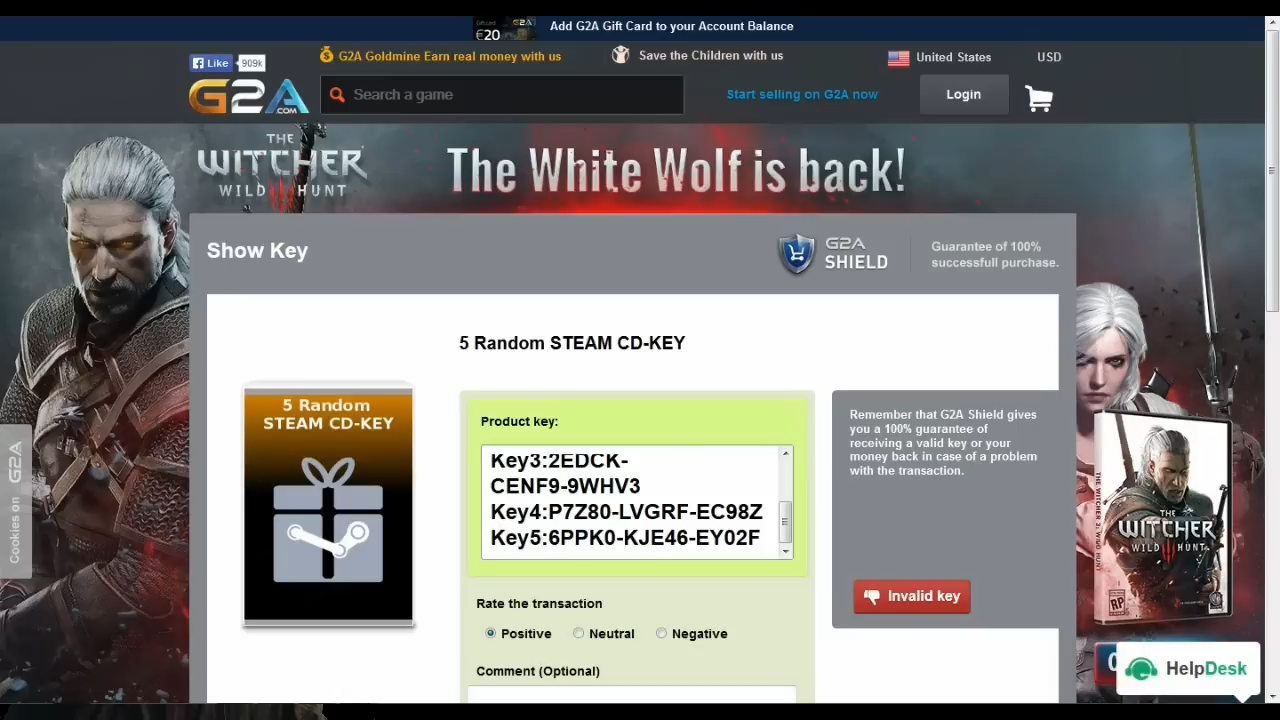 €20
G2A
Add G2A Gift Card to your Account Balance
Like
909k
G2A Goldmine Earn real money with us
Save the Children with us
United States
USD
G2A.COM
Search a game
Start selling on G2A now
Login
THE
WITCHER
WILD HUNT
The White Wolf is back!
Show Key
G2A
SHIELD
Guarantee of 100%
successfull purchase.
5 Random STEAM CD-KEY
5 Random
STEAM CD-KEY
Product key:
Key3:2EDCK-
CENF9-9WHV3
Key4:P7Z80-LVGRF-EC98Z
Key5:6PPK0-KJE46-EY02F
Remember that G2A Shield gives
you a 100% guarantee of
receiving a valid key or your
money back in case of a problem
with the transaction.
Invalid key
Rate the transaction
Positive
Neutral
Negative
Comment (Optional)
Cookies on G2A
THE
WITCHER
WILD HUNT
RP
HelpDesk